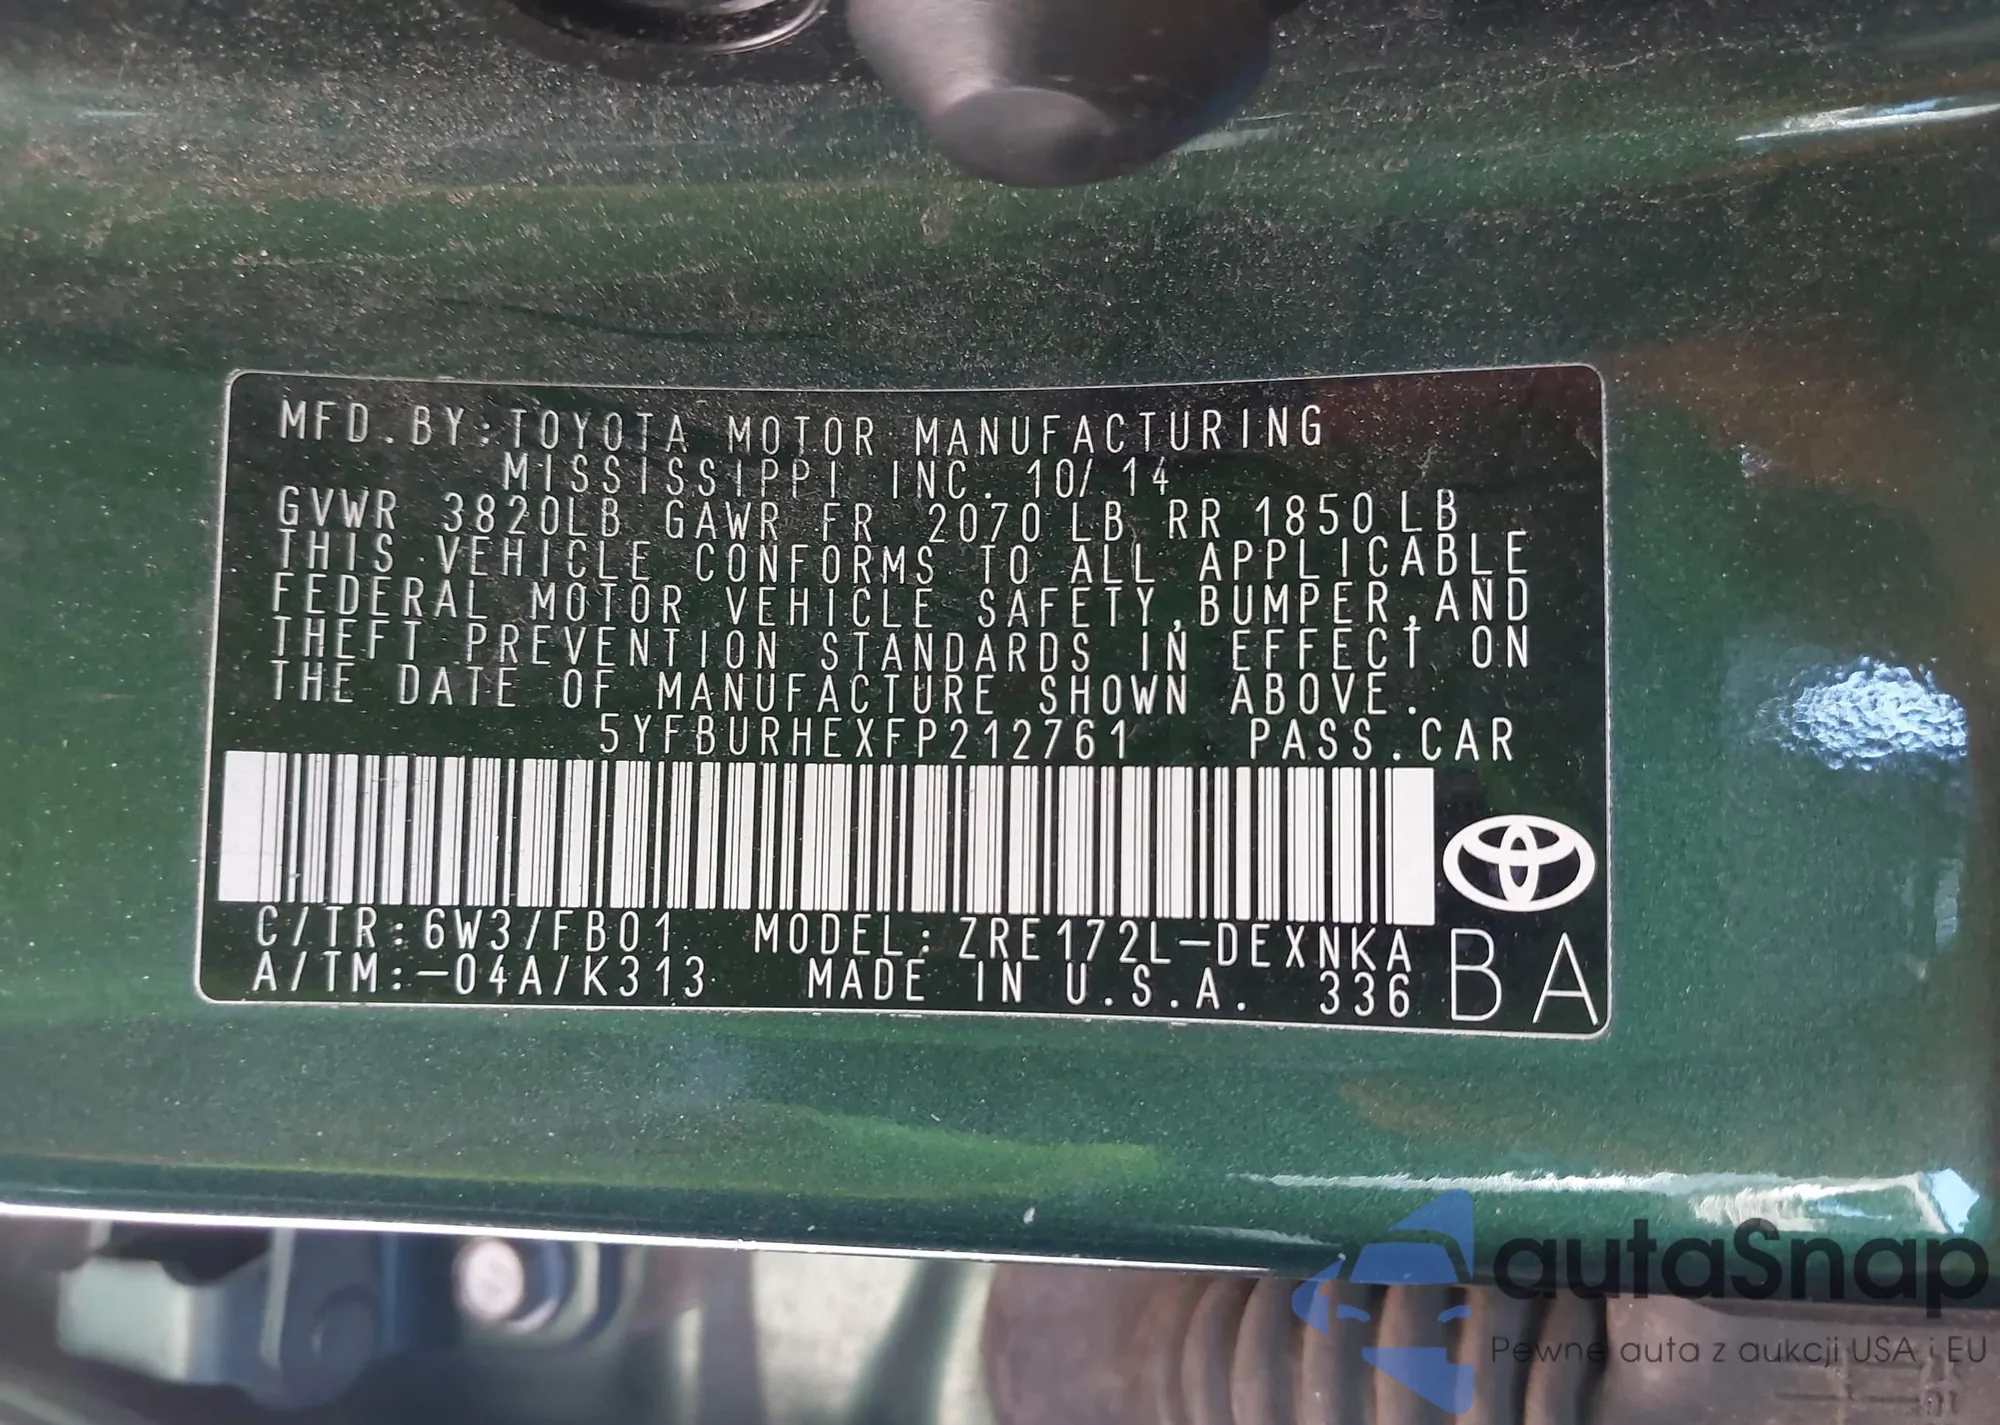 MFD.BY:TOYOTA MOTOR MANUFACTURING
MISSISSIPPI INC. 10/14
GVWR 3820LB GAWR FR 2070LB RR 1850LB
THIS VEHICLE CONFORMS TO ALL APPLICABLE
FEDERAL MOTOR VEHICLE SAFETY,BUMPER,AND
THEFT PREVENTION STANDARDS IN EFFECT ON
THE DATE OF MANUFACTURE SHOWN ABOVE.
5YFBURHEXFP212761 PASS.CAR
C/TR:6W3/FB01 MODEL:ZRE172L-DEXNKA
A/TM:-04A/K313 MADE IN U.S.A. 336
BA
autaSnap
Pewne auta z aukcji USA i EU